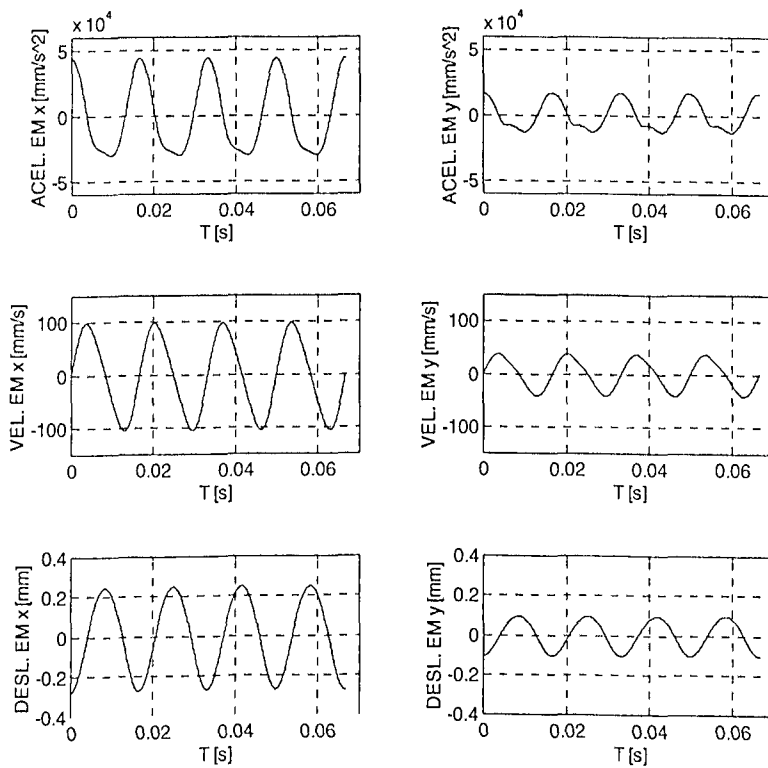 x 10^4
5
0
-5
ACEL. EM x [mm/s^2]
0 0.02 0.04 0.06
T [s]
x 10^4
5
0
-5
ACEL. EM y [mm/s^2]
0 0.02 0.04 0.06
T [s]
100
0
-100
VEL. EM x [mm/s]
0 0.02 0.04 0.06
T [s]
100
0
-100
VEL. EM y [mm/s]
0 0.02 0.04 0.06
T [s]
0.4
0.2
0
-0.2
-0.4
DESL. EM x [mm]
0 0.02 0.04 0.06
T [s]
0.4
0.2
0
-0.2
-0.4
DESL. EM y [mm]
0 0.02 0.04 0.06
T [s]